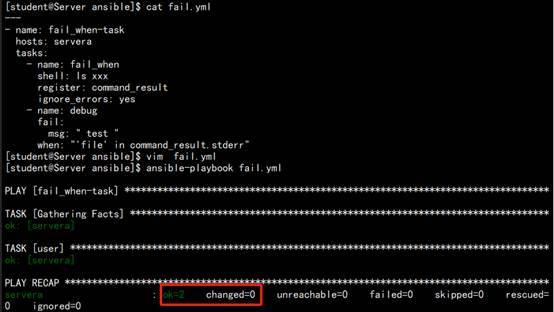 [student@Server ansible]$ cat fail.yml
---
- name: fail_when-task
  hosts: servera
  tasks:
    - name: fail_when
      shell: ls xxx
      register: command_result
      ignore_errors: yes
    - name: debug
      fail:
        msg: " test "
      when: "'file' in command_result.stderr"
[student@Server ansible]$ vim  fail.yml
[student@Server ansible]$ ansible-playbook fail.yml
PLAY [fail_when-task] ******************************************************************
TASK [Gathering Facts] *****************************************************************
ok: [servera]
TASK [user] ****************************************************************************
ok: [servera]
PLAY RECAP *****************************************************************************
servera                    : ok=2    changed=0    unreachable=0    failed=0    skipped=0    rescued=
0    ignored=0